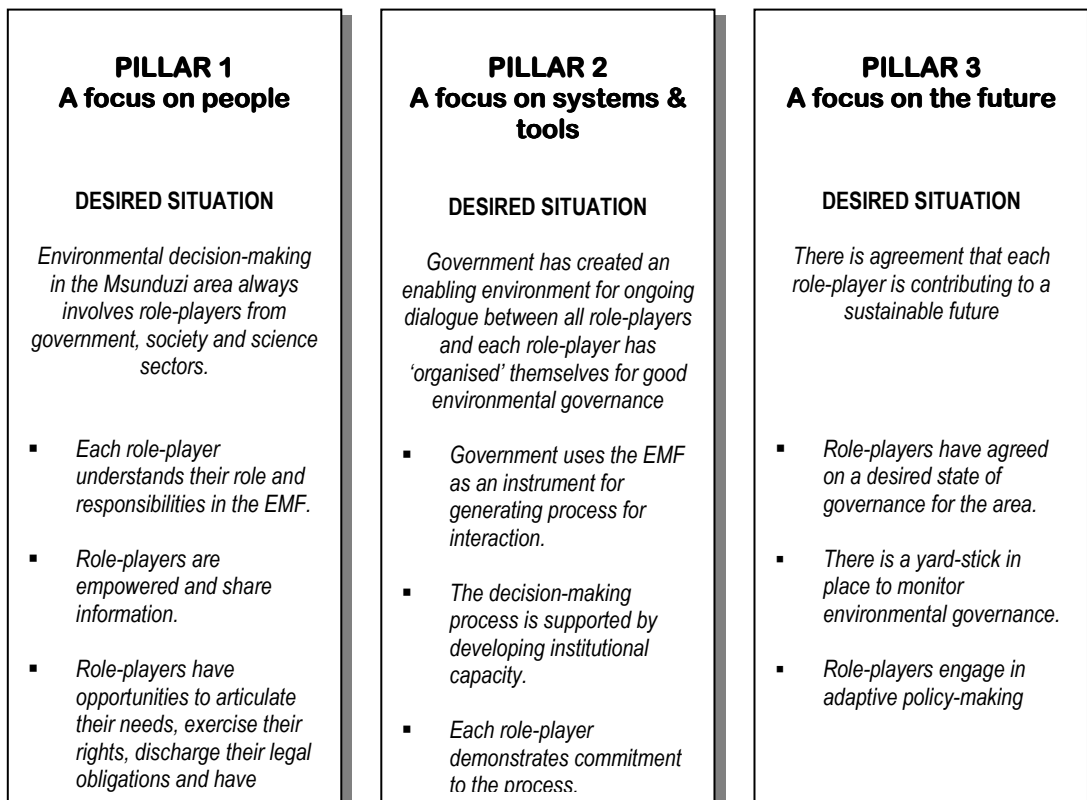 PILLAR 1
A focus on people
DESIRED SITUATION
Environmental decision-making
in the Msunduzi area always
involves role-players from
government, society and science
sectors.
▪ Each role-player
understands their role and
responsibilities in the EMF.
▪ Role-players are
empowered and share
information.
▪ Role-players have
opportunities to articulate
their needs, exercise their
rights, discharge their legal
obligations and have
PILLAR 2
A focus on systems &
tools
DESIRED SITUATION
Government has created an
enabling environment for ongoing
dialogue between all role-players
and each role-player has
‘organised’ themselves for good
environmental governance
▪ Government uses the EMF
as an instrument for
generating process for
interaction.
▪ The decision-making
process is supported by
developing institutional
capacity.
▪ Each role-player
demonstrates commitment
to the process.
PILLAR 3
A focus on the future
DESIRED SITUATION
There is agreement that each
role-player is contributing to a
sustainable future
▪ Role-players have agreed
on a desired state of
governance for the area.
▪ There is a yard-stick in
place to monitor
environmental governance.
▪ Role-players engage in
adaptive policy-making